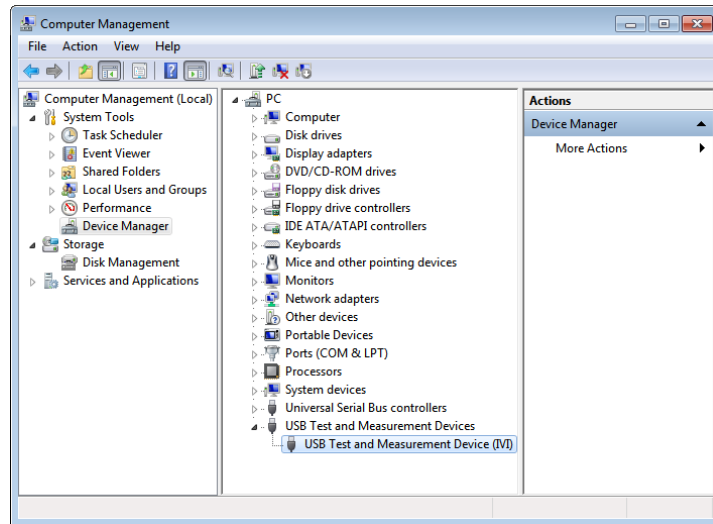 Computer Management
File Action View Help
Computer Management (Local)
System Tools
Task Scheduler
Event Viewer
Shared Folders
Local Users and Groups
Performance
Device Manager
Storage
Disk Management
Services and Applications
PC
Computer
Disk drives
Display adapters
DVD/CD-ROM drives
Floppy disk drives
Floppy drive controllers
IDE ATA/ATAPI controllers
Keyboards
Mice and other pointing devices
Monitors
Network adapters
Other devices
Portable Devices
Ports (COM & LPT)
Processors
System devices
Universal Serial Bus controllers
USB Test and Measurement Devices
USB Test and Measurement Device (IVI)
Actions
Device Manager
More Actions